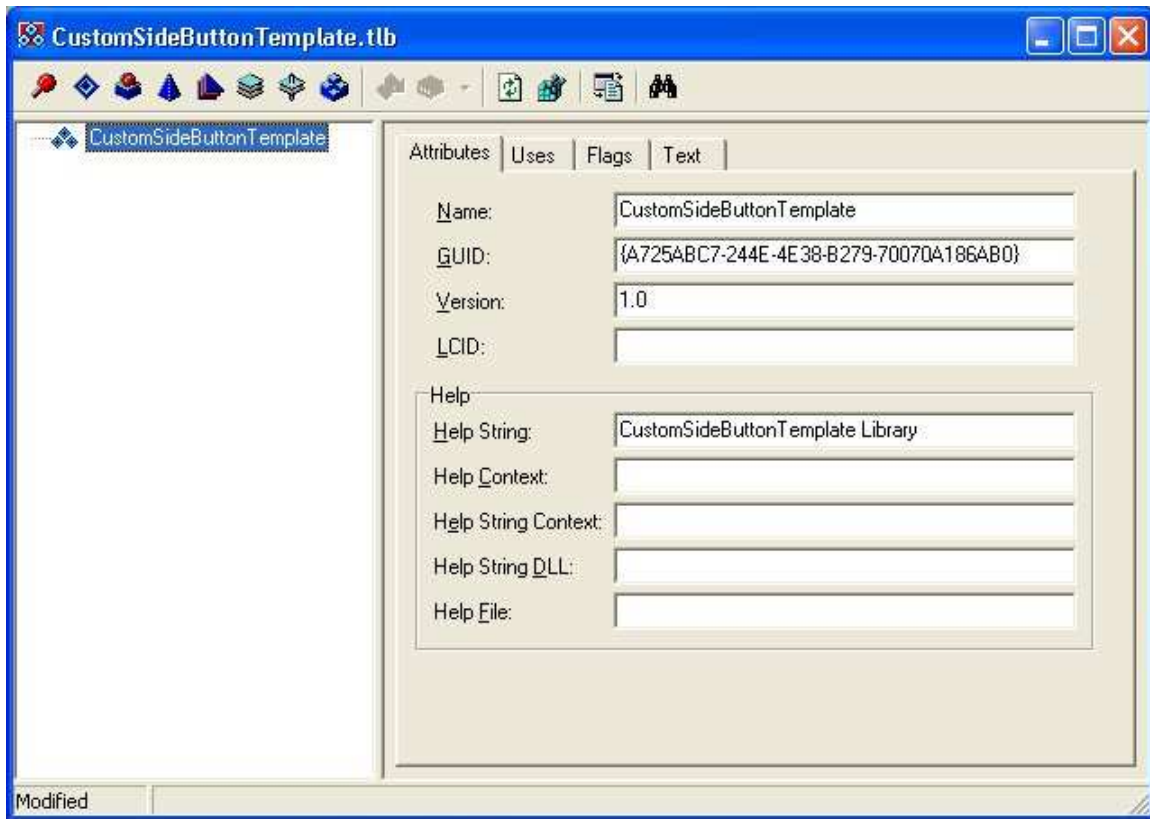 CustomSideButtonTemplate.tlb
CustomSideButtonTemplate
Attributes Uses Flags Text
Name: CustomSideButtonTemplate
GUID: {A725ABC7-244E-4E38-B279-70070A186AB0}
Version: 1.0
LCID:
Help
Help String: CustomSideButtonTemplate Library
Help Context:
Help String Context:
Help String DLL:
Help File:
Modified